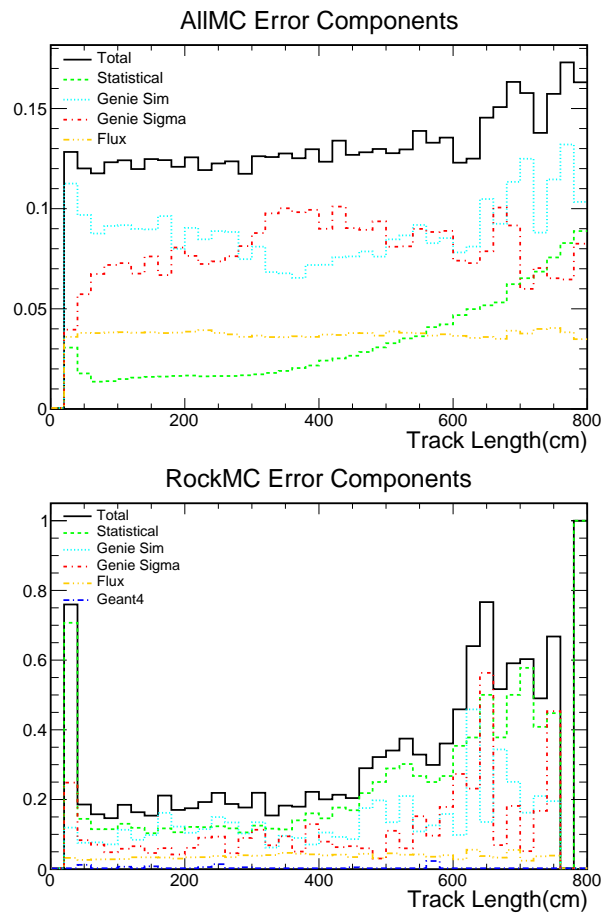 AllMC Error Components
Total
Statistical
Genie Sim
Genie Sigma
Flux
0.15
0.1
0.05
0
0 200 400 600 800
Track Length(cm)
RockMC Error Components
Total
Statistical
Genie Sim
Genie Sigma
Flux
Geant4
1
0.8
0.6
0.4
0.2
0
0 200 400 600 800
Track Length(cm)